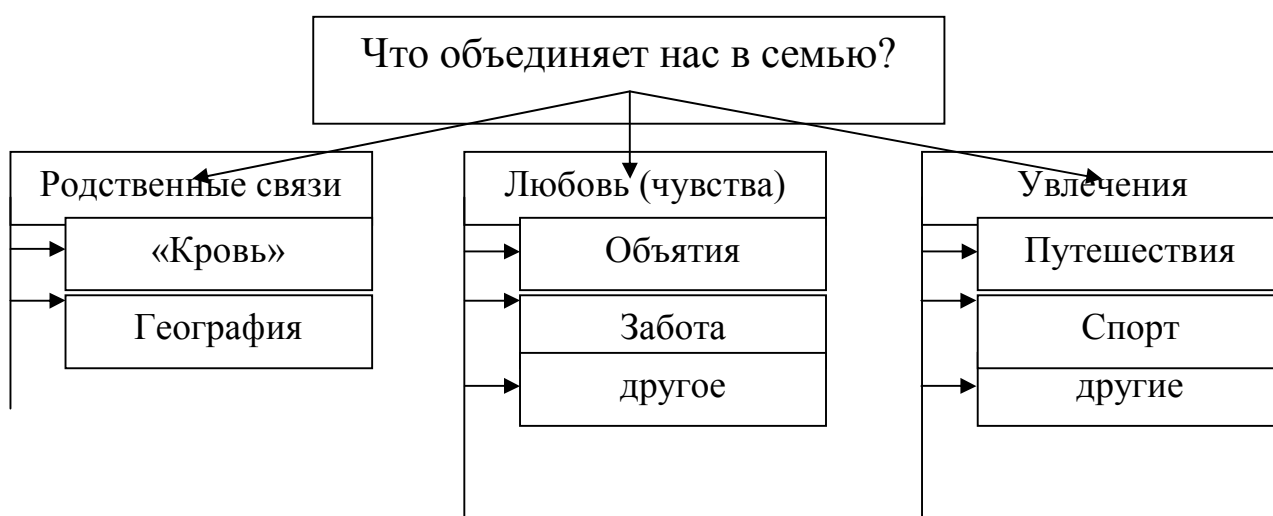 Что объединяет нас в семью?
Родственные связи
«Кровь»
География
Любовь (чувства)
Объятия
Забота
другое
Увлечения
Путешествия
Спорт
другие